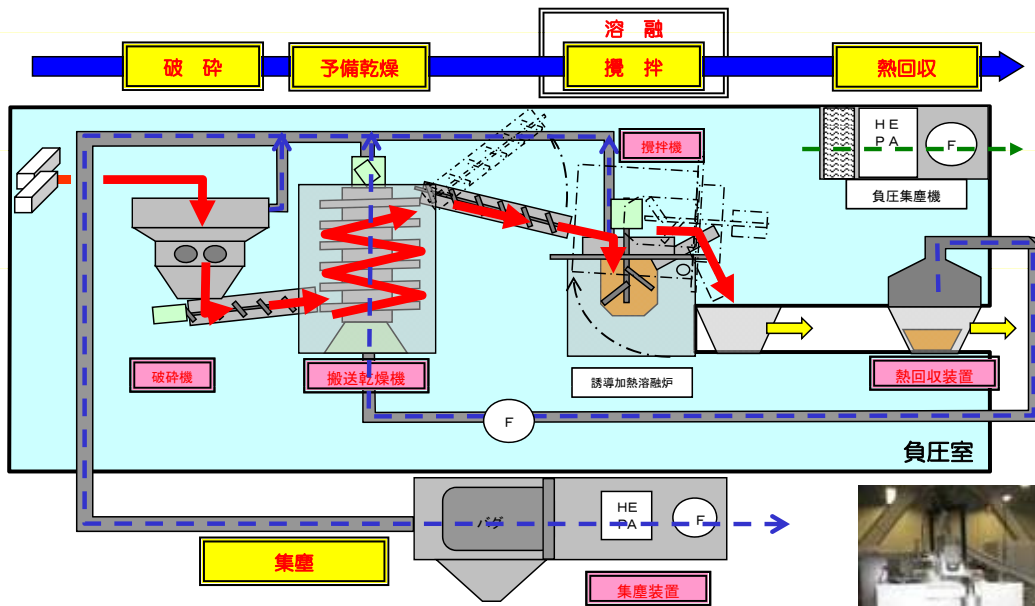 溶 融
破 砕
予備乾燥
攪 拌
熱回収
攪拌機
HE
PA
F
負圧集塵機
破砕機
搬送乾燥機
誘導加熱溶融炉
熱回収装置
F
負圧室
バグ
HE
PA
F
集塵
集塵装置